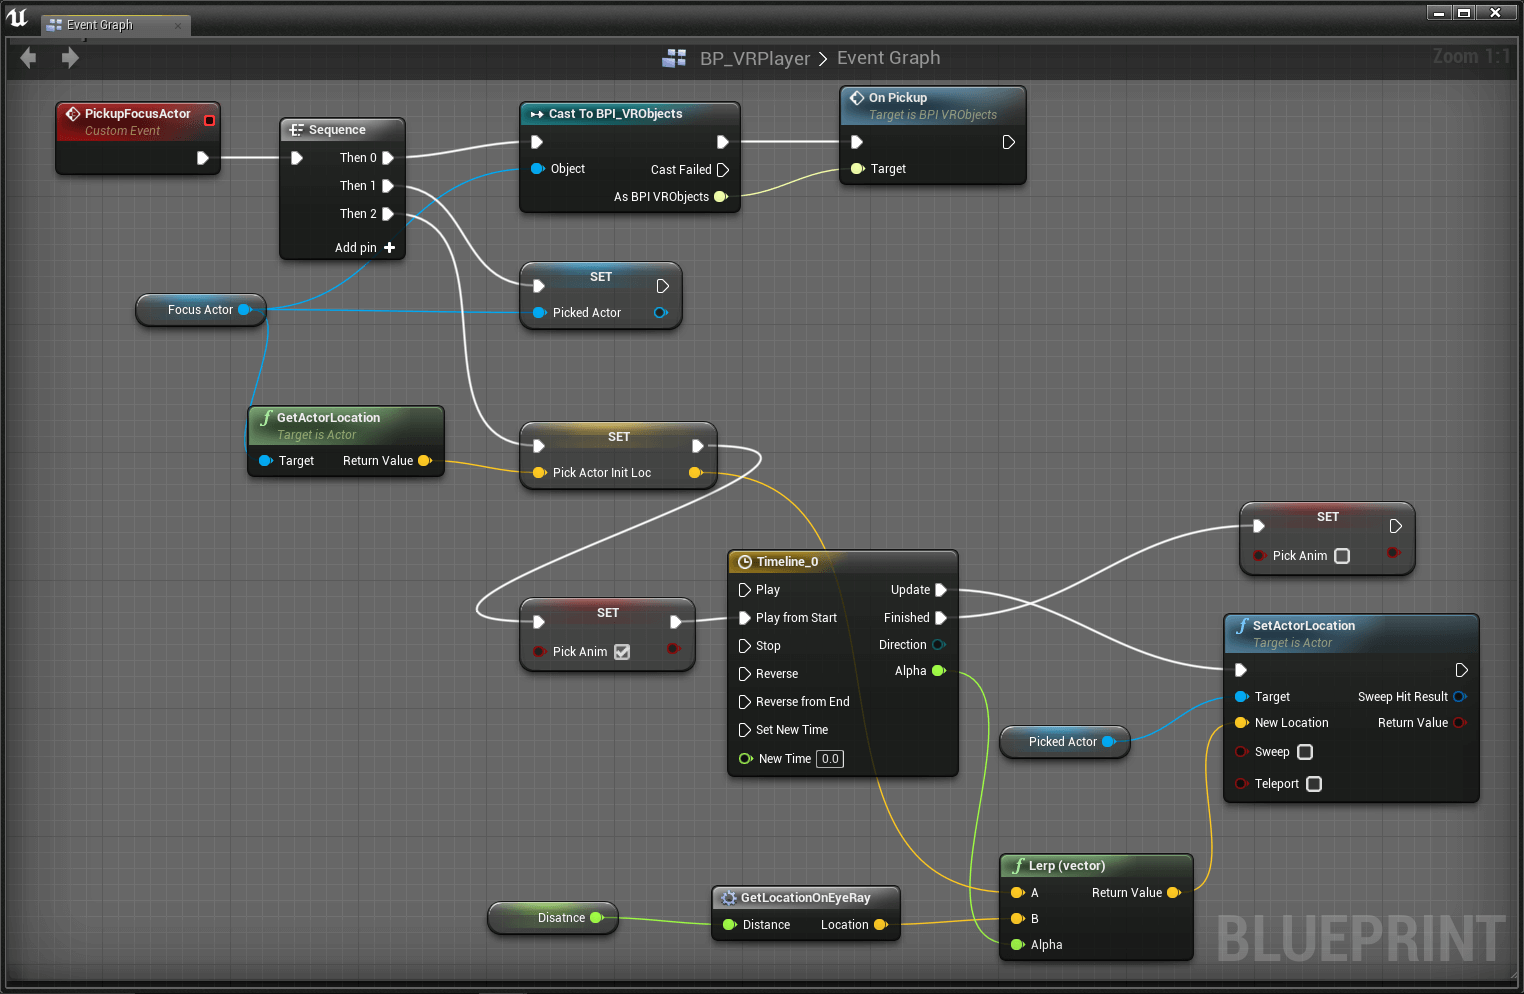 Event Graph
BP_VRPlayer > Event Graph
Zoom 1:1
PickupFocusActor
Custom Event
Sequence
Then 0
Then 1
Then 2
Add pin
Cast To BPI_VRObjects
Object
Cast Failed
As BPI VRObjects
On Pickup
Target is BPI VRObjects
Target
SET
Picked Actor
Focus Actor
GetActorLocation
Target is Actor
Target
Return Value
SET
Pick Actor Init Loc
SET
Pick Anim
Timeline_0
Play
Update
Play from Start
Finished
Stop
Direction
Reverse
Alpha
Reverse from End
Set New Time
New Time 0.0
SET
Pick Anim
SetActorLocation
Target is Actor
Target
Sweep Hit Result
New Location
Return Value
Sweep
Teleport
Picked Actor
Lerp (vector)
A
Return Value
B
Alpha
Disatnce
GetLocationOnEyeRay
Distance
Location
BLUEPRINT